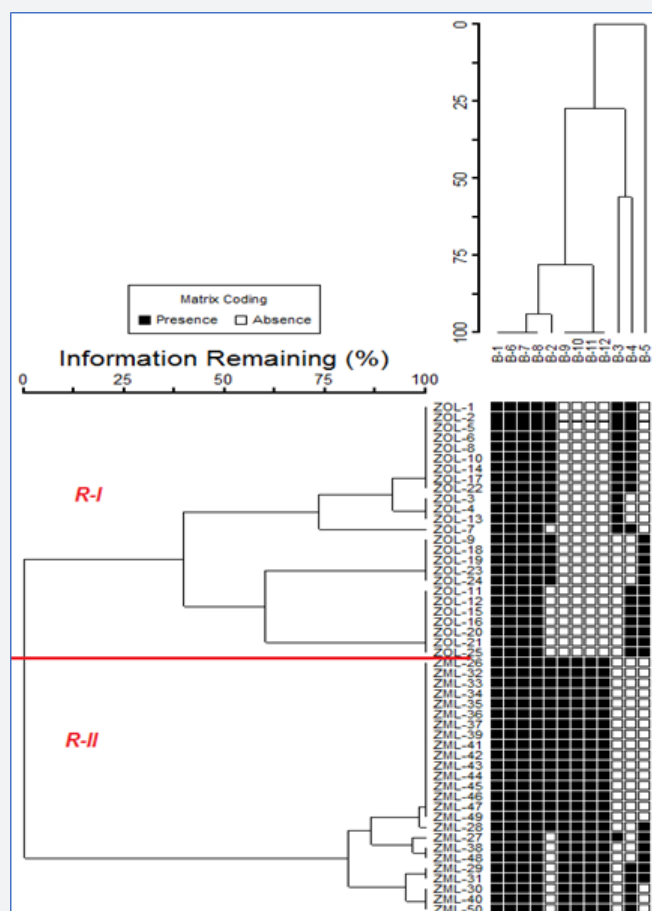 0
25
50
75
100
B-1
B-6
B-7
B-8
B-2
B-9
B-10
B-11
B-12
B-3
B-4
B-5
Matrix Coding
Presence Absence
Information Remaining (%)
0 25 50 75 100
ZOL-1
ZOL-2
ZOL-5
ZOL-6
ZOL-8
ZOL-10
ZOL-14
ZOL-17
ZOL-22
ZOL-3
ZOL-4
ZOL-13
ZOL-7
ZOL-9
ZOL-18
ZOL-19
ZOL-23
ZOL-24
ZOL-11
ZOL-12
ZOL-15
ZOL-16
ZOL-20
ZOL-21
ZOL-25
R-I
ZML-26
ZML-32
ZML-33
ZML-34
ZML-35
ZML-36
ZML-37
ZML-39
ZML-41
ZML-42
ZML-43
ZML-44
ZML-45
ZML-46
ZML-47
ZML-49
ZML-28
ZML-27
ZML-38
ZML-48
ZML-29
ZML-31
ZML-30
ZML-40
ZML-50
R-II